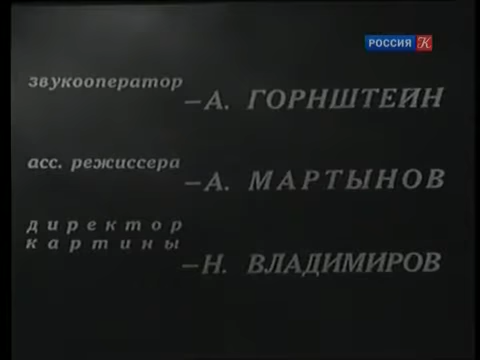 РОССИЯ К
звукооператор
–А. ГОРНШТЕЙН
асс. режиссера
–А. МАРТЫНОВ
директор
картины
–Н. ВЛАДИМИРОВ